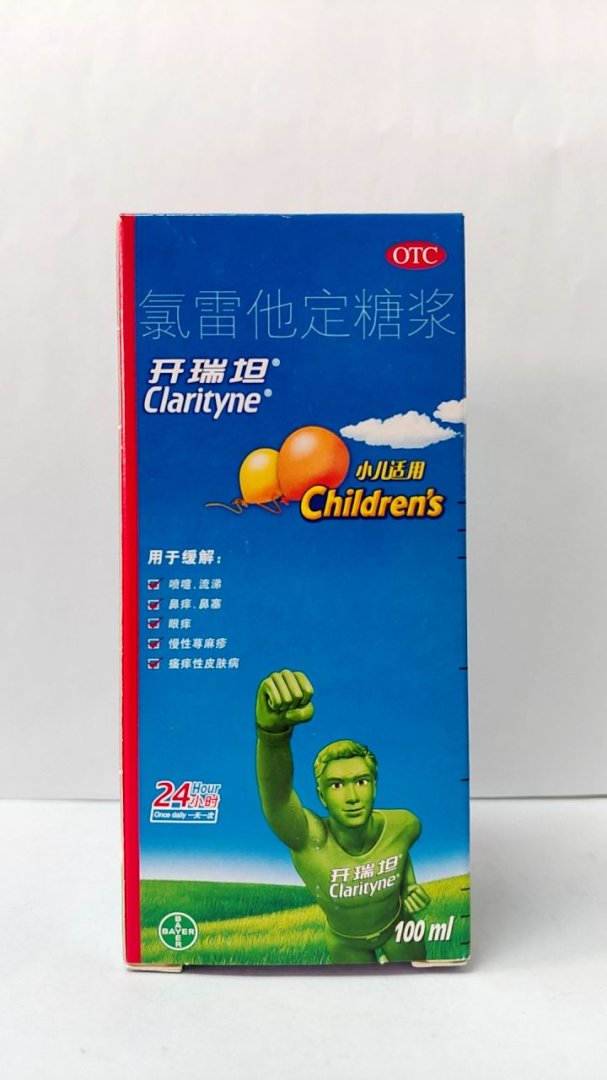 OTC
氯雷他定糖浆
开瑞坦®
Clarityne®
小儿适用
Children's
用于缓解：
喷嚏、流涕
鼻痒、鼻塞
眼痒
慢性荨麻疹
瘙痒性皮肤病
24 Hour
小时
Once daily 一天一次
开瑞坦®
Clarityne®
BAYER
BAYER
100 ml